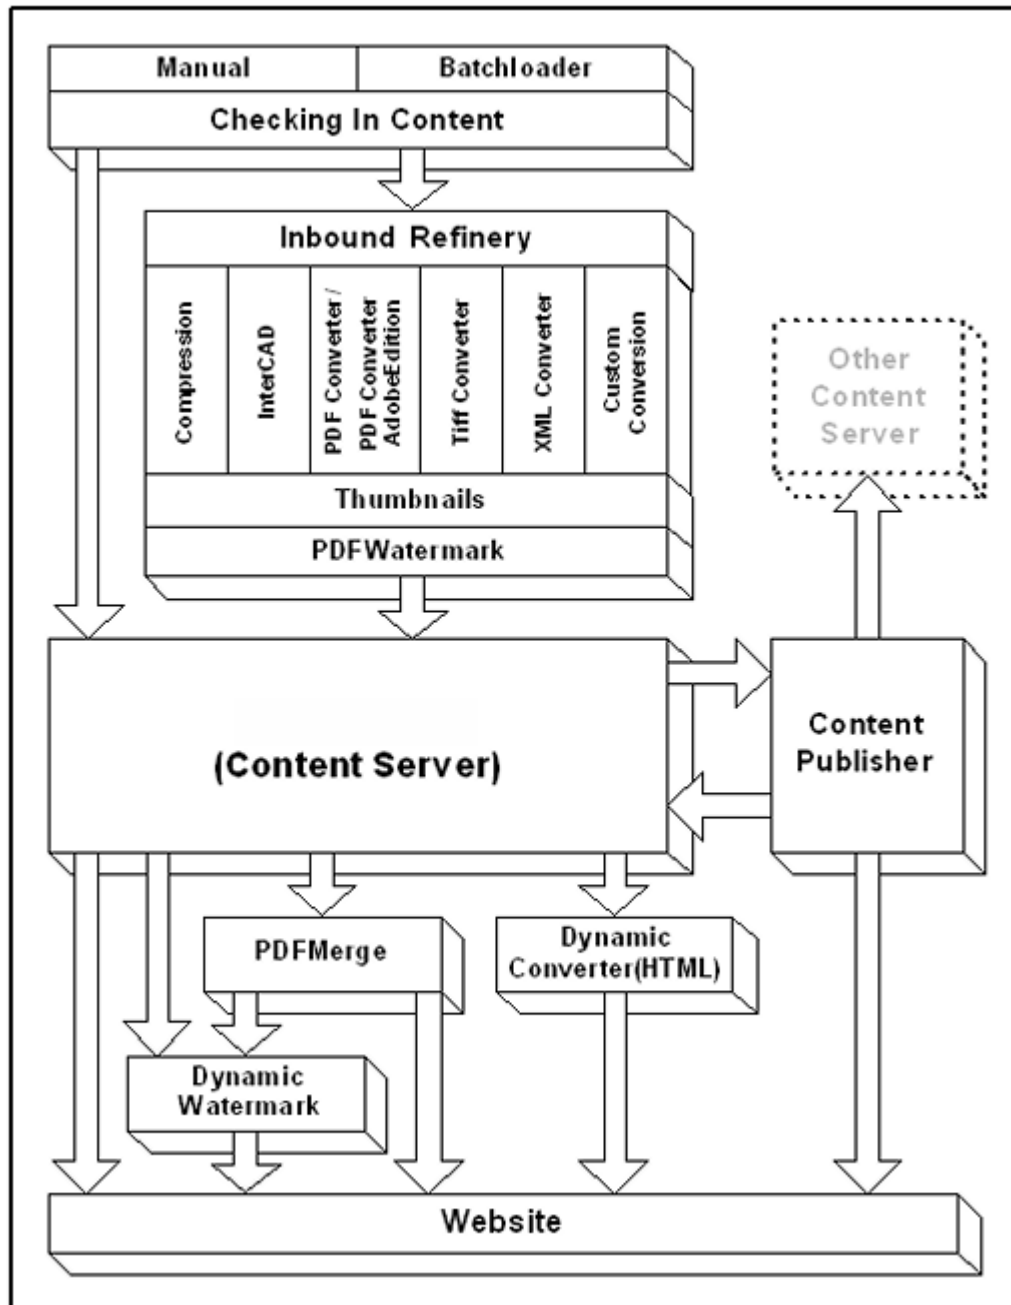 Manual
Batchloader
Checking In Content
Inbound Refinery
Compression
InterCAD
PDF Converter /
PDF Converter
AdobeEdition
Tiff Converter
XML Converter
Custom
Conversion
Thumbnails
PDFWatermark
Other
Content
Server
(Content Server)
Content
Publisher
PDFMerge
Dynamic
Converter(HTML)
Dynamic
Watermark
Website